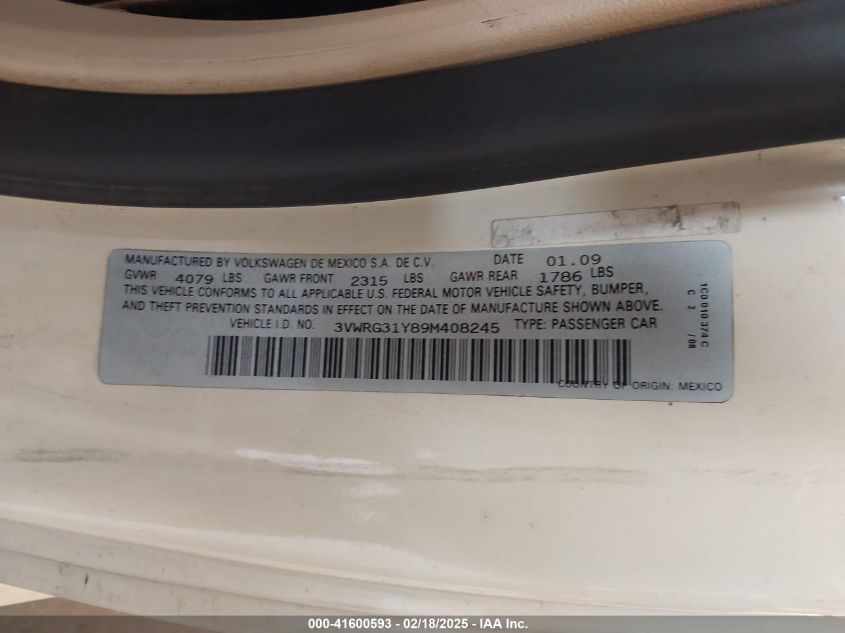 MANUFACTURED BY VOLKSWAGEN DE MEXICO S.A. DE C.V. DATE 01.09
GVWR 4079 LBS GAWR FRONT 2315 LBS GAWR REAR 1786 LBS
THIS VEHICLE CONFORMS TO ALL APPLICABLE U.S. FEDERAL MOTOR VEHICLE SAFETY, BUMPER,
AND THEFT PREVENTION STANDARDS IN EFFECT ON THE DATE OF MANUFACTURE SHOWN ABOVE.
VEHICLE I.D. NO. 3VWRG31Y89M408245 TYPE: PASSENGER CAR
COUNTRY OF ORIGIN: MEXICO
1C0 010 374 C
C 2 / 08
000-41600593 - 02/18/2025 - IAA Inc.